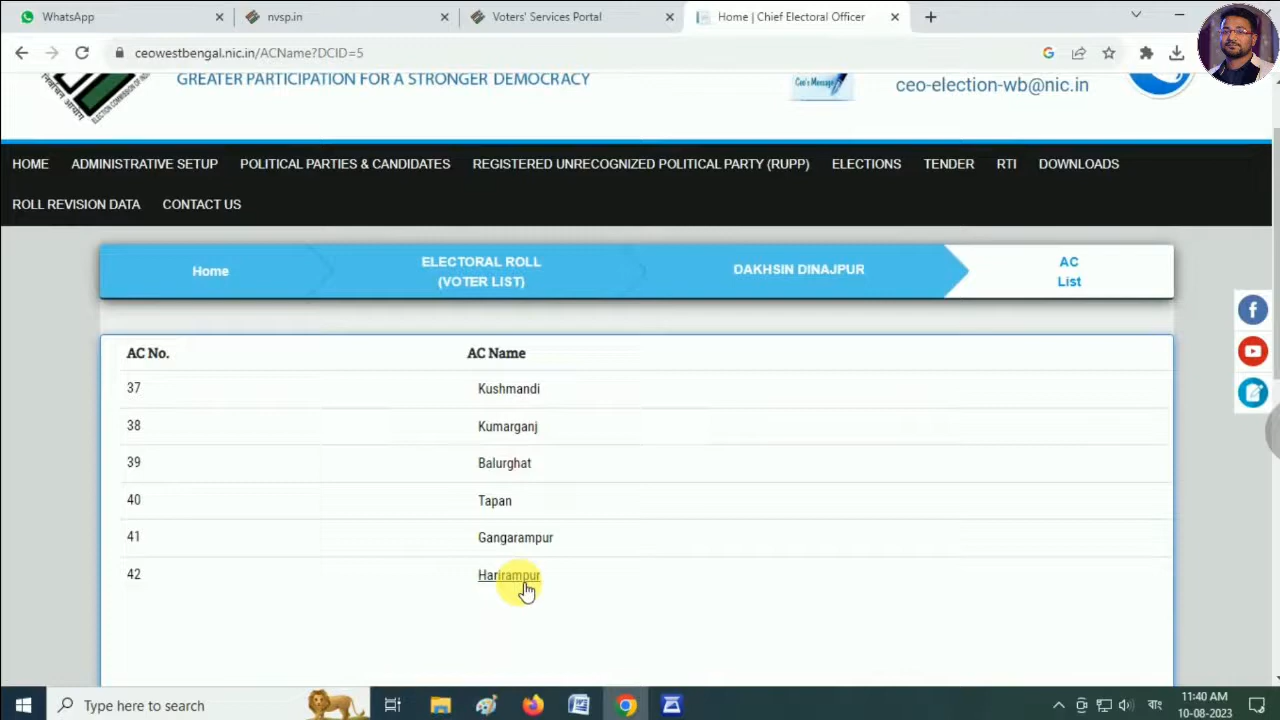 WhatsApp
nvsp.in
Voters' Services Portal
Home | Chief Electoral Officer
ceowestbengal.nic.in/ACName?DCID=5
GREATER PARTICIPATION FOR A STRONGER DEMOCRACY
Ceo's Message
ceo-election-wb@nic.in
HOME ADMINISTRATIVE SETUP POLITICAL PARTIES & CANDIDATES REGISTERED UNRECOGNIZED POLITICAL PARTY (RUPP) ELECTIONS TENDER RTI DOWNLOADS
ROLL REVISION DATA CONTACT US
Home
ELECTORAL ROLL
(VOTER LIST)
DAKHSIN DINAJPUR
AC
List
AC No. AC Name
37 Kushmandi
38 Kumarganj
39 Balurghat
40 Tapan
41 Gangarampur
42 Harirampur
Type here to search
বাং
11:40 AM
10-08-2023